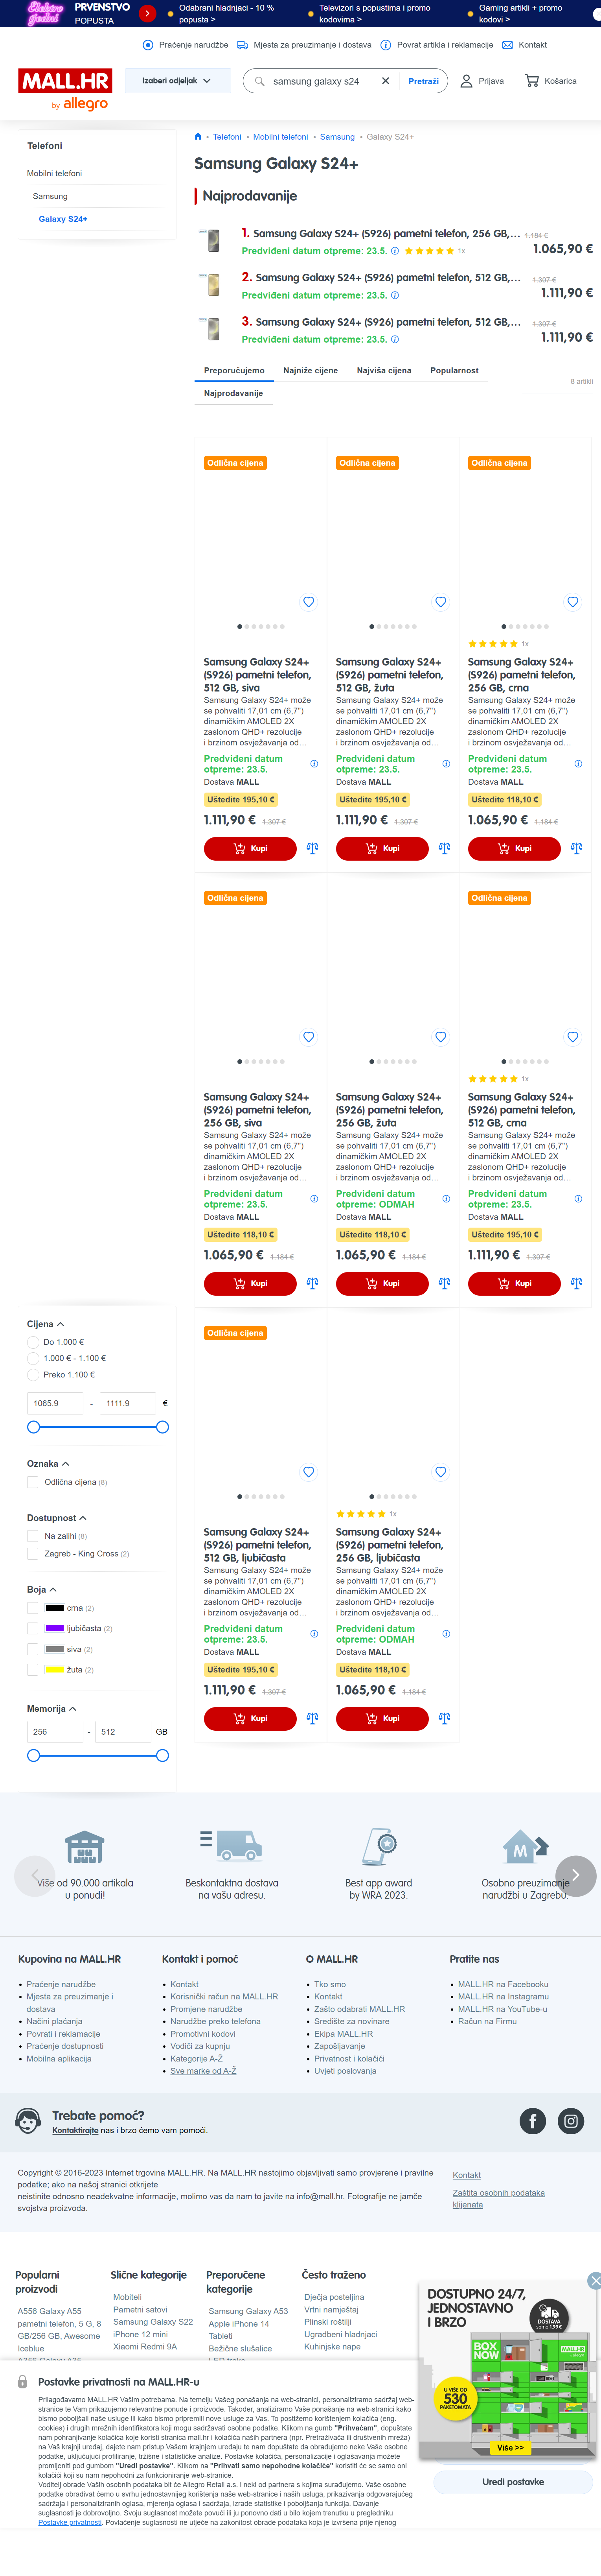 PRVENSTVO
POPUSTA
Odabrani hladnjaci - 10 %
popusta >
Televizori s popustima i promo
kodovima >
Gaming artikli + promo
kodovi >
Praćenje narudžbe
Mjesta za preuzimanje i dostava
Povrat artikla i reklamacije
Kontakt
MALL.HR
by allegro
Izaberi odjeljak
samsung galaxy s24
Pretraži
Prijava
Košarica
Telefoni
Mobilni telefoni
Samsung
Galaxy S24+
Telefoni
Mobilni telefoni
Samsung
Galaxy S24+
Samsung Galaxy S24+
Najprodavanije
1. Samsung Galaxy S24+ (S926) pametni telefon, 256 GB,...
1.184 €
Predviđeni datum otpreme: 23.5.
1x
1.065,90 €
2. Samsung Galaxy S24+ (S926) pametni telefon, 512 GB,...
1.307 €
Predviđeni datum otpreme: 23.5.
1.111,90 €
3. Samsung Galaxy S24+ (S926) pametni telefon, 512 GB,...
1.307 €
Predviđeni datum otpreme: 23.5.
1.111,90 €
Preporučujemo
Najniže cijene
Najviša cijena
Popularnost
Najprodavanije
8 artikli
Odlična cijena
Samsung Galaxy S24+
(S926) pametni telefon,
512 GB, siva
Samsung Galaxy S24+ može
se pohvaliti 17,01 cm (6,7")
dinamičkim AMOLED 2X
zaslonom QHD+ rezolucije
i brzinom osvježavanja od...
Predviđeni datum
otpreme: 23.5.
Dostava MALL
Uštedite 195,10 €
1.111,90 € 1.307 €
Kupi
Odlična cijena
Samsung Galaxy S24+
(S926) pametni telefon,
512 GB, žuta
Samsung Galaxy S24+ može
se pohvaliti 17,01 cm (6,7")
dinamičkim AMOLED 2X
zaslonom QHD+ rezolucije
i brzinom osvježavanja od...
Predviđeni datum
otpreme: 23.5.
Dostava MALL
Uštedite 195,10 €
1.111,90 € 1.307 €
Kupi
Odlična cijena
1x
Samsung Galaxy S24+
(S926) pametni telefon,
256 GB, crna
Samsung Galaxy S24+ može
se pohvaliti 17,01 cm (6,7")
dinamičkim AMOLED 2X
zaslonom QHD+ rezolucije
i brzinom osvježavanja od...
Predviđeni datum
otpreme: 23.5.
Dostava MALL
Uštedite 118,10 €
1.065,90 € 1.184 €
Kupi
Odlična cijena
Samsung Galaxy S24+
(S926) pametni telefon,
256 GB, siva
Samsung Galaxy S24+ može
se pohvaliti 17,01 cm (6,7")
dinamičkim AMOLED 2X
zaslonom QHD+ rezolucije
i brzinom osvježavanja od...
Predviđeni datum
otpreme: 23.5.
Dostava MALL
Uštedite 118,10 €
1.065,90 € 1.184 €
Kupi
Samsung Galaxy S24+
(S926) pametni telefon,
256 GB, žuta
Samsung Galaxy S24+ može
se pohvaliti 17,01 cm (6,7")
dinamičkim AMOLED 2X
zaslonom QHD+ rezolucije
i brzinom osvježavanja od...
Predviđeni datum
otpreme: ODMAH
Dostava MALL
Uštedite 118,10 €
1.065,90 € 1.184 €
Kupi
Odlična cijena
1x
Samsung Galaxy S24+
(S926) pametni telefon,
512 GB, crna
Samsung Galaxy S24+ može
se pohvaliti 17,01 cm (6,7")
dinamičkim AMOLED 2X
zaslonom QHD+ rezolucije
i brzinom osvježavanja od...
Predviđeni datum
otpreme: 23.5.
Dostava MALL
Uštedite 195,10 €
1.111,90 € 1.307 €
Kupi
Cijena
Do 1.000 €
1.000 € - 1.100 €
Preko 1.100 €
1065.9 - 1111.9 €
Oznaka
Odlična cijena (8)
Dostupnost
Na zalihi (8)
Zagreb - King Cross (2)
Boja
crna (2)
ljubičasta (2)
siva (2)
žuta (2)
Memorija
256 - 512 GB
Odlična cijena
Samsung Galaxy S24+
(S926) pametni telefon,
512 GB, ljubičasta
Samsung Galaxy S24+ može
se pohvaliti 17,01 cm (6,7")
dinamičkim AMOLED 2X
zaslonom QHD+ rezolucije
i brzinom osvježavanja od...
Predviđeni datum
otpreme: 23.5.
Dostava MALL
Uštedite 195,10 €
1.111,90 € 1.307 €
Kupi
1x
Samsung Galaxy S24+
(S926) pametni telefon,
256 GB, ljubičasta
Samsung Galaxy S24+ može
se pohvaliti 17,01 cm (6,7")
dinamičkim AMOLED 2X
zaslonom QHD+ rezolucije
i brzinom osvježavanja od...
Predviđeni datum
otpreme: ODMAH
Dostava MALL
Uštedite 118,10 €
1.065,90 € 1.184 €
Kupi
Više od 90.000 artikala
u ponudi!
Beskontaktna dostava
na vašu adresu.
Best app award
by WRA 2023.
M
Osobno preuzimanje
narudžbi u Zagrebu.
Kupovina na MALL.HR
Praćenje narudžbe
Mjesta za preuzimanje i
dostava
Načini plaćanja
Povrati i reklamacije
Praćenje dostupnosti
Mobilna aplikacija
Kontakt i pomoć
Kontakt
Korisnički račun na MALL.HR
Promjene narudžbe
Narudžbe preko telefona
Promotivni kodovi
Vodiči za kupnju
Kategorije A-Ž
Sve marke od A-Ž
O MALL.HR
Tko smo
Kontakt
Zašto odabrati MALL.HR
Središte za novinare
Ekipa MALL.HR
Zapošljavanje
Privatnost i kolačići
Uvjeti poslovanja
Pratite nas
MALL.HR na Facebooku
MALL.HR na Instagramu
MALL.HR na YouTube-u
Račun na Firmu
Trebate pomoć?
Kontaktirajte nas i brzo ćemo vam pomoći.
Copyright © 2016-2023 Internet trgovina MALL.HR. Na MALL.HR nastojimo objavljivati samo provjerene i pravilne
podatke; ako na našoj stranici otkrijete
neistinite odnosno neadekvatne informacije, molimo vas da nam to javite na info@mall.hr. Fotografije ne jamče
svojstva proizvoda.
Kontakt
Zaštita osobnih podataka
klijenata
Popularni
proizvodi
A556 Galaxy A55
pametni telefon, 5 G, 8
GB/256 GB, Awesome
Iceblue
Slične kategorije
Mobiteli
Pametni satovi
Samsung Galaxy S22
iPhone 12 mini
Xiaomi Redmi 9A
Preporučene
kategorije
Samsung Galaxy A53
Apple iPhone 14
Tableti
Bežične slušalice
Često traženo
Dječja posteljina
Vrtni namještaj
Plinski roštilji
Ugradbeni hladnjaci
Kuhinjske nape
DOSTUPNO 24/7,
JEDNOSTAVNO
I BRZO
DOSTAVA
samo 1,99€
BOX
NOW
MALL.HR
U VIŠE OD
530
PAKETOMATA
Više >>
Postavke privatnosti na MALL.HR-u
Prilagođavamo MALL.HR Vašim potrebama. Na temelju Vašeg ponašanja na web-stranici, personaliziramo sadržaj web-
stranice te Vam prikazujemo relevantne ponude i proizvode. Također, analiziramo Vaše ponašanje na web-stranici kako
bismo poboljšali naše usluge ili kako bismo pripremili nove usluge za Vas. To postižemo korištenjem kolačića (eng.
cookies) i drugih mrežnih identifikatora koji mogu sadržavati osobne podatke. Klikom na gumb "Prihvaćam", dopuštate
nam pohranjivanje kolačića koje koristi stranica mall.hr i kolačića naših partnera (npr. Pretraživača ili društvenih mreža)
na Vaš krajnji uređaj, dajete nam pristup Vašem krajnjem uređaju te nam dopuštate da obrađujemo neke Vaše osobne
podatke, uključujući profiliranje, tržišne i statističke analize. Postavke kolačića, personalizacije i oglašavanja možete
promijeniti pod gumbom "Uredi postavke". Klikom na "Prihvati samo nepohodne kolačiće" koristiti će se samo oni
kolačići koji su nam nepohodni za funkcioniranje web-stranice.
Voditelj obrade Vaših osobnih podataka bit će Allegro Retail a.s. i neki od partnera s kojima surađujemo. Vaše osobne
podatke obrađivat ćemo u svrhu jednostavnijeg korištenja naše web-stranice i naših usluga, prikazivanja odgovarajućeg
sadržaja i personaliziranih oglasa, mjerenja oglasa i sadržaja, izrade statistike i poboljšanja funkcija. Davanje
suglasnosti je dobrovoljno. Svoju suglasnost možete povući ili ju ponovno dati u bilo kojem trenutku u pregledniku
Postavke privatnosti. Povlačenje suglasnosti ne utječe na zakonitost obrade podataka koja je izvršena prije njenog
Uredi postavke